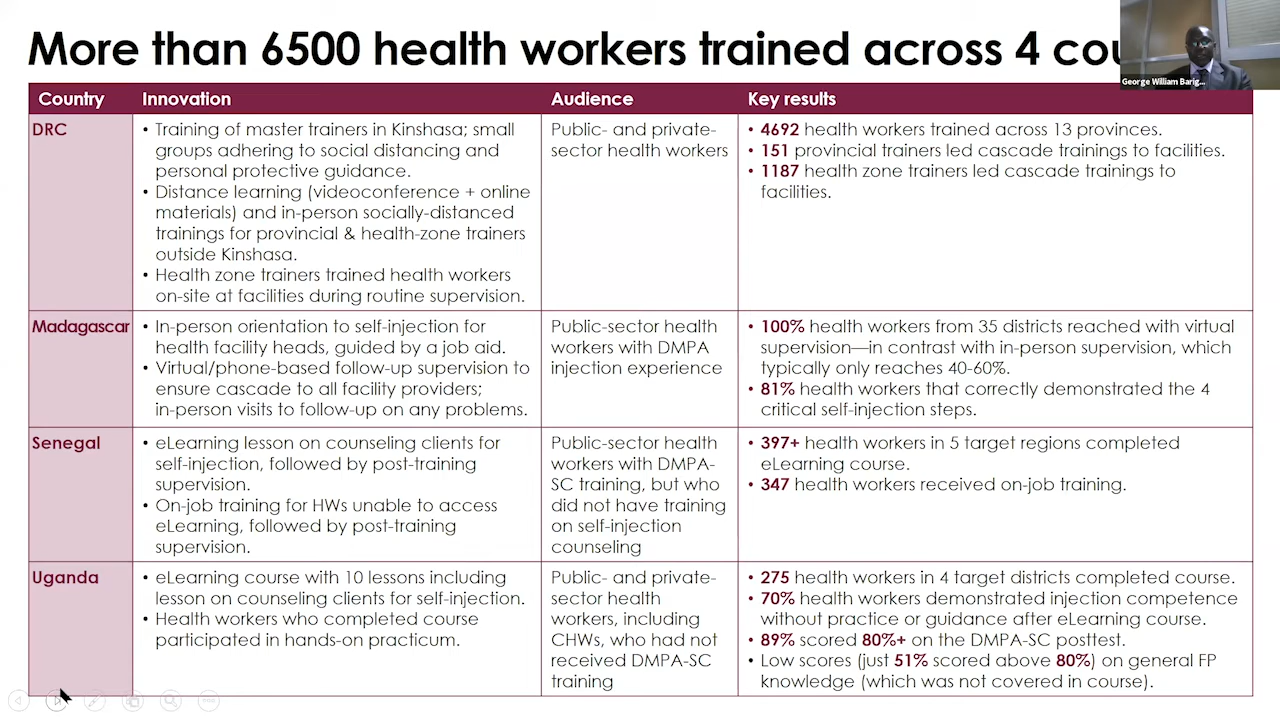 More than 6500 health workers trained across 4
George William Barig...
Country Innovation Audience Key results
DRC
• Training of master trainers in Kinshasa; small
groups adhering to social distancing and
personal protective guidance.
• Distance learning (videoconference + online
materials) and in-person socially-distanced
trainings for provincial & health-zone trainers
outside Kinshasa.
• Health zone trainers trained health workers
on-site at facilities during routine supervision.
Public- and private-
sector health workers
• 4692 health workers trained across 13 provinces.
• 151 provincial trainers led cascade trainings to facilities.
• 1187 health zone trainers led cascade trainings to
facilities.
Madagascar
• In-person orientation to self-injection for
health facility heads, guided by a job aid.
• Virtual/phone-based follow-up supervision to
ensure cascade to all facility providers;
in-person visits to follow-up on any problems.
Public-sector health
workers with DMPA
injection experience
• 100% health workers from 35 districts reached with virtual
supervision—in contrast with in-person supervision, which
typically only reaches 40-60%.
• 81% health workers that correctly demonstrated the 4
critical self-injection steps.
Senegal
• eLearning lesson on counseling clients for
self-injection, followed by post-training
supervision.
• On-job training for HWs unable to access
eLearning, followed by post-training
supervision.
Public-sector health
workers with DMPA-
SC training, but who
did not have training
on self-injection
counseling
• 397+ health workers in 5 target regions completed
eLearning course.
• 347 health workers received on-job training.
Uganda
• eLearning course with 10 lessons including
lesson on counseling clients for self-injection.
• Health workers who completed course
participated in hands-on practicum.
Public- and private-
sector health
workers, including
CHWs, who had not
received DMPA-SC
training
• 275 health workers in 4 target districts completed course.
• 70% health workers demonstrated injection competence
without practice or guidance after eLearning course.
• 89% scored 80%+ on the DMPA-SC posttest.
• Low scores (just 51% scored above 80%) on general FP
knowledge (which was not covered in course).